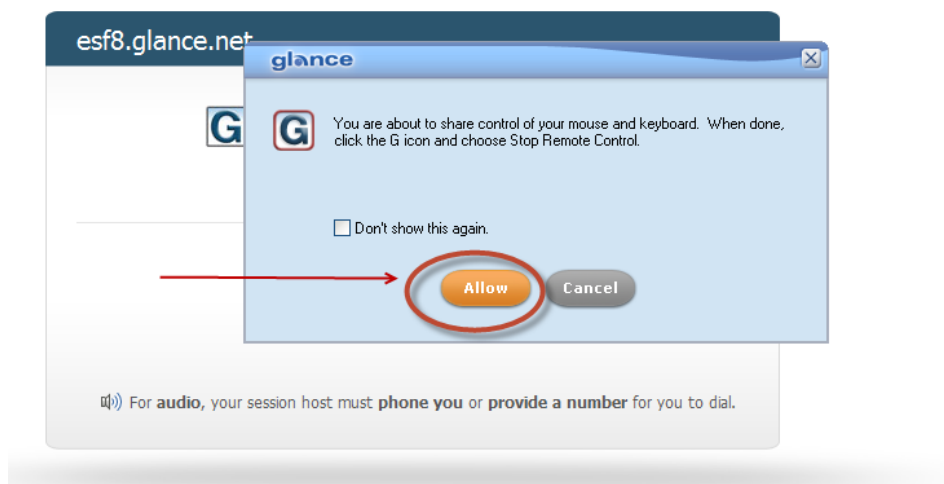 esf8.glance.net
glance
G
G
You are about to share control of your mouse and keyboard. When done,
click the G icon and choose Stop Remote Control.
Don't show this again.
Allow
Cancel
For audio, your session host must phone you or provide a number for you to dial.